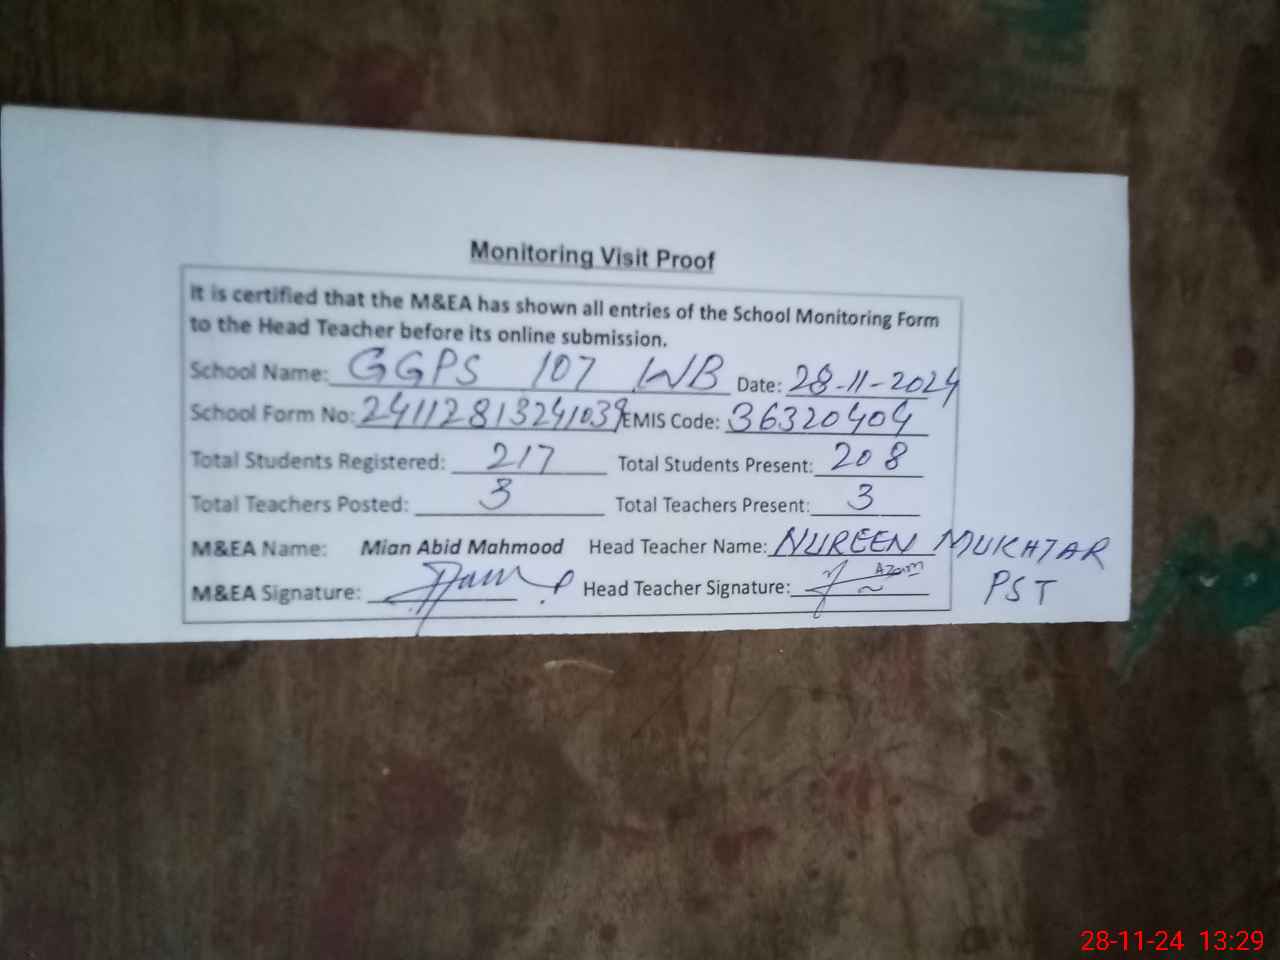 Monitoring Visit Proof
It is certified that the M&EA has shown all entries of the School Monitoring Form
to the Head Teacher before its online submission.
School Name: GGPS 107 WB Date: 28-11-2024
School Form No: 24112813241039 EMIS Code: 36320404
Total Students Registered: 217 Total Students Present: 208
Total Teachers Posted: 3 Total Teachers Present: 3
M&EA Name: Mian Abid Mahmood Head Teacher Name: NUREEN MUKHTAR
M&EA Signature: Head Teacher Signature: Azam PST
28-11-24 13:29